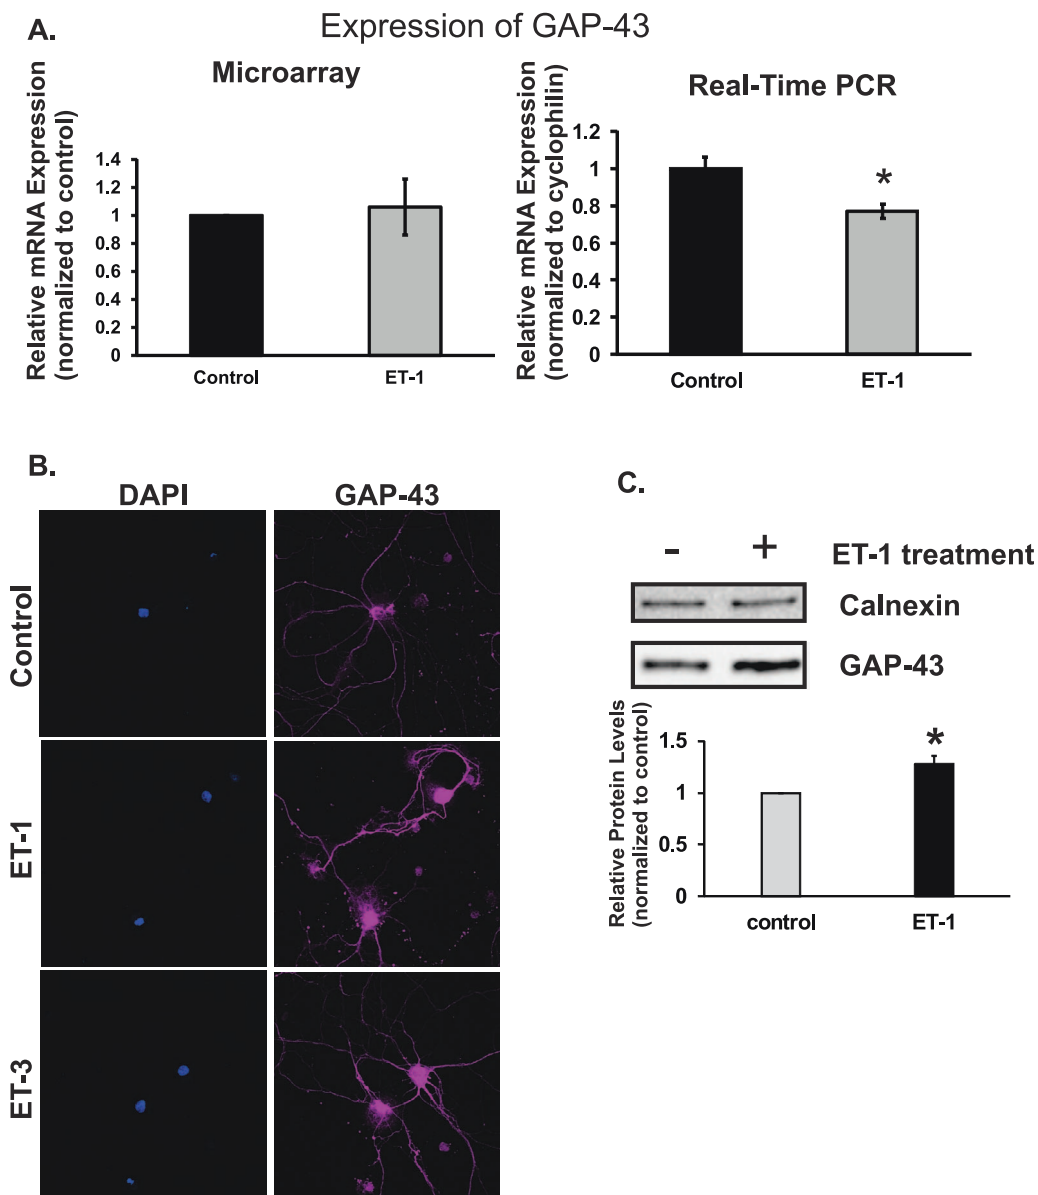 A.
Expression of GAP-43
Microarray
Relative mRNA Expression
(normalized to control)
1.4
1.2
1
0.8
0.6
0.4
0.2
0
Control
ET-1
Real-Time PCR
Relative mRNA Expression
(normalized to cyclophilin)
1.2
1
0.8
0.6
0.4
0.2
0
*
Control
ET-1
B.
DAPI
GAP-43
Control
ET-1
ET-3
C.
- + ET-1 treatment
Calnexin
GAP-43
Relative Protein Levels
(normalized to control)
1.5
1
0.5
0
*
control
ET-1